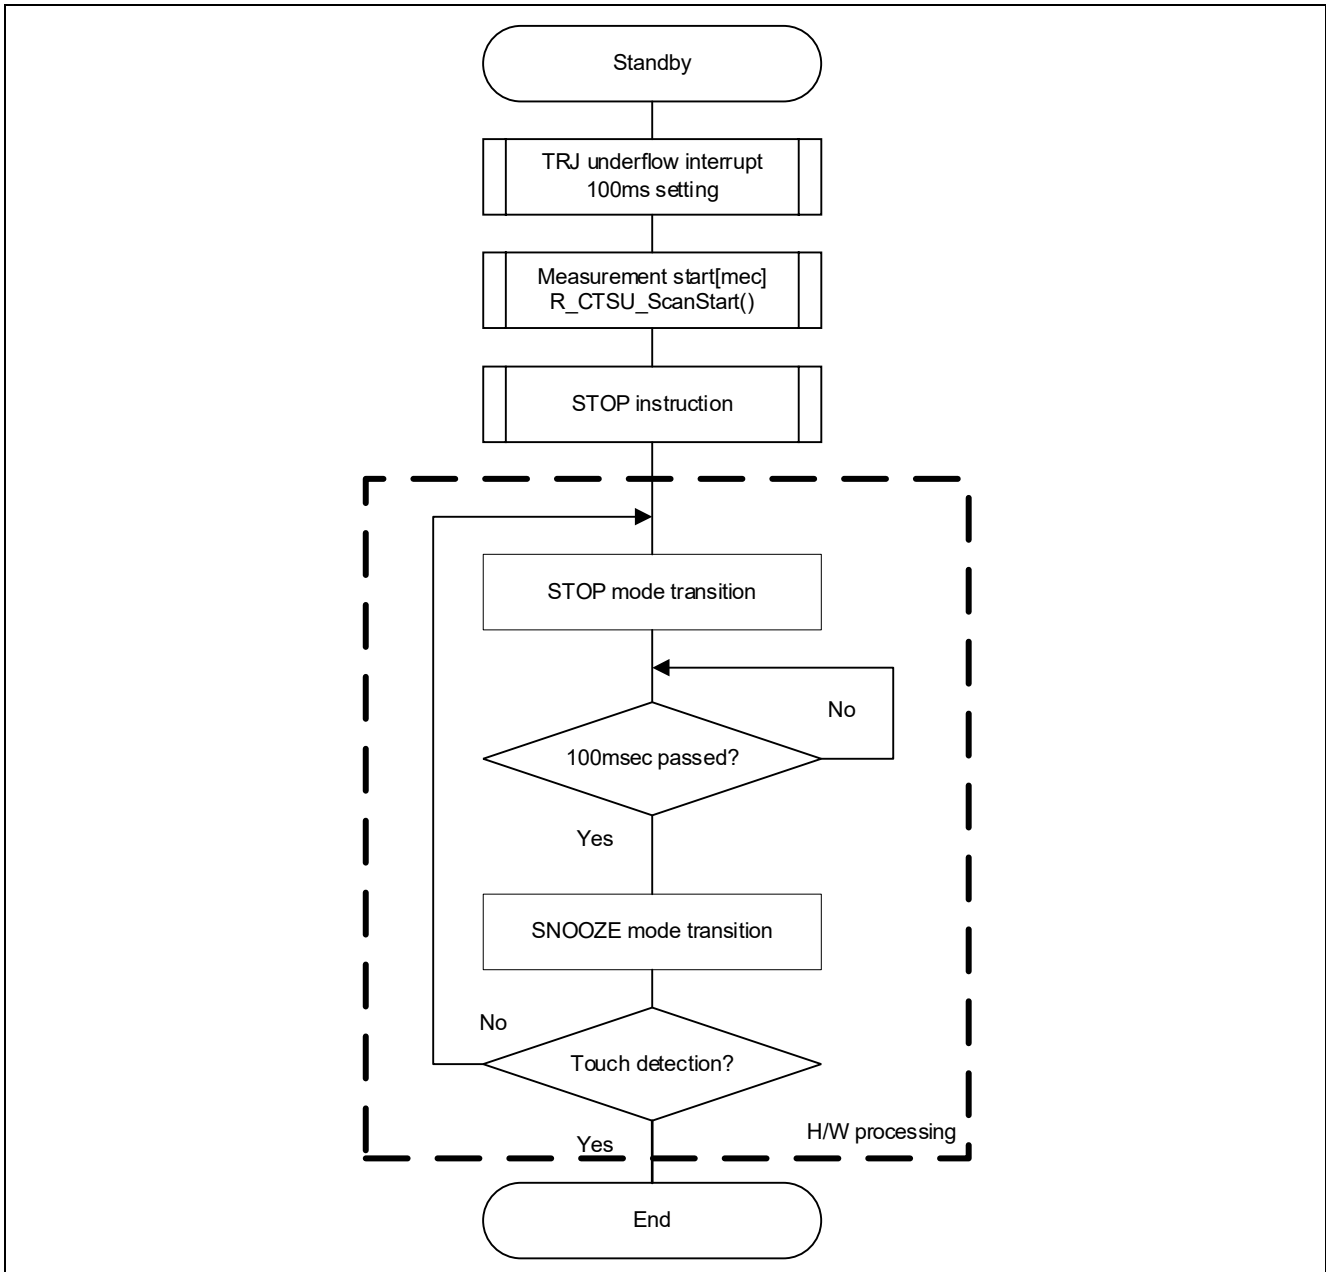 Standby
TRJ underflow interrupt
100ms setting
Measurement start[mec]
R_CTSU_ScanStart()
STOP instruction
STOP mode transition
No
100msec passed?
Yes
SNOOZE mode transition
No
Touch detection?
H/W processing
Yes
End